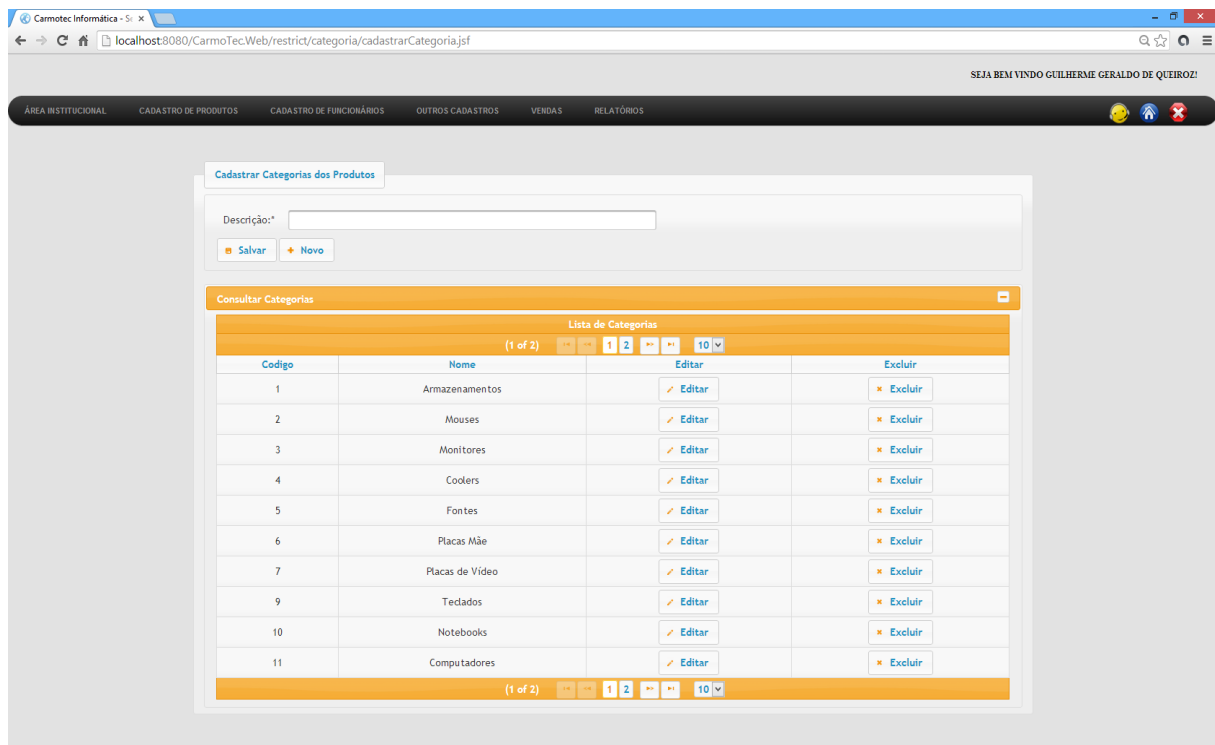 Carmotec Informática - S
localhost:8080/CarmoTec.Web/restrict/categoria/cadastrarCategoria.jsf
SEJA BEM VINDO GUILHERME GERALDO DE QUEIROZ!
ÁREA INSTITUCIONAL CADASTRO DE PRODUTOS CADASTRO DE FUNCIONÁRIOS OUTROS CADASTROS VENDAS RELATÓRIOS
Cadastrar Categorias dos Produtos
Descrição:*
Salvar Novo
Consultar Categorias
Lista de Categorias
(1 of 2) 1 2 10
Codigo Nome Editar Excluir
1 Armazenamentos Editar Excluir
2 Mouses Editar Excluir
3 Monitores Editar Excluir
4 Coolers Editar Excluir
5 Fontes Editar Excluir
6 Placas Mãe Editar Excluir
7 Placas de Vídeo Editar Excluir
9 Teclados Editar Excluir
10 Notebooks Editar Excluir
11 Computadores Editar Excluir
(1 of 2) 1 2 10